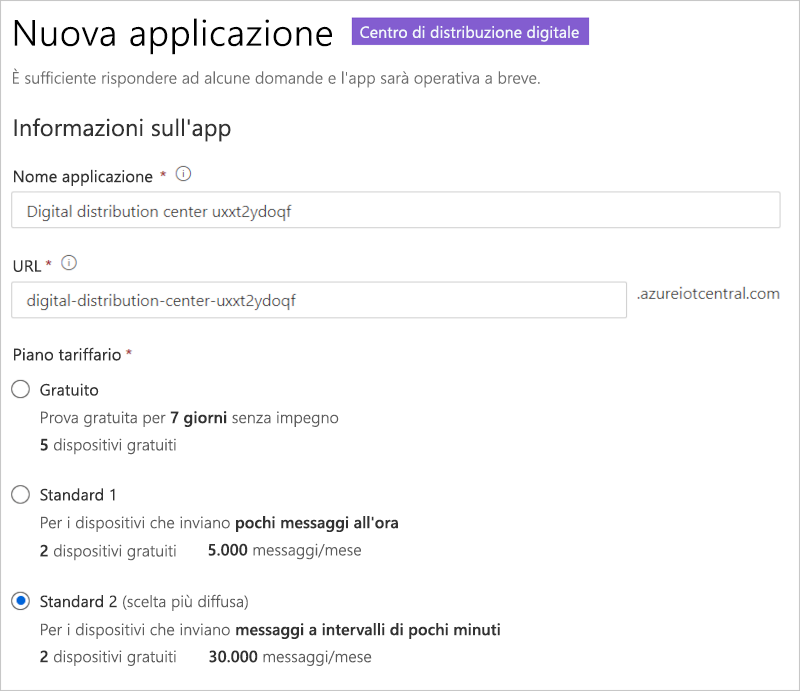 Nuova applicazione Centro di distribuzione digitale
È sufficiente rispondere ad alcune domande e l'app sarà operativa a breve.
Informazioni sull'app
Nome applicazione *
Digital distribution center uxxt2ydoqf
URL *
digital-distribution-center-uxxt2ydoqf .azureiotcentral.com
Piano tariffario *
Gratuito
Prova gratuita per 7 giorni senza impegno
5 dispositivi gratuiti
Standard 1
Per i dispositivi che inviano pochi messaggi all'ora
2 dispositivi gratuiti 5.000 messaggi/mese
Standard 2 (scelta più diffusa)
Per i dispositivi che inviano messaggi a intervalli di pochi minuti
2 dispositivi gratuiti 30.000 messaggi/mese